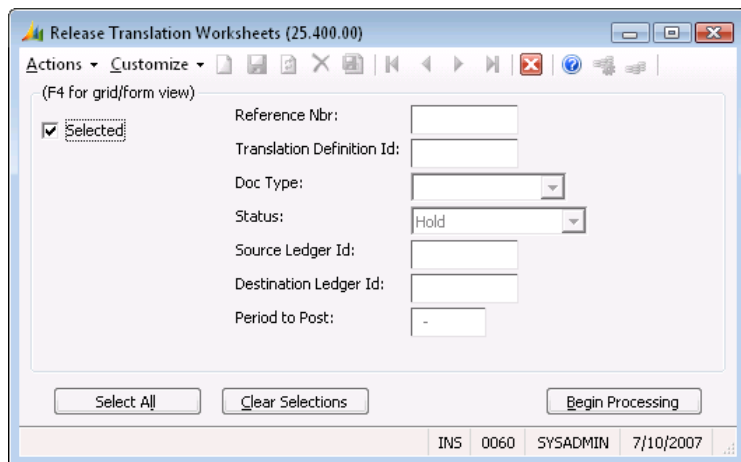 Release Translation Worksheets (25.400.00)
Actions Customize
(F4 for grid/form view)
Selected
Reference Nbr:
Translation Definition Id:
Doc Type:
Status: Hold
Source Ledger Id:
Destination Ledger Id:
Period to Post: -
Select All Clear Selections Begin Processing
INS 0060 SYSADMIN 7/10/2007